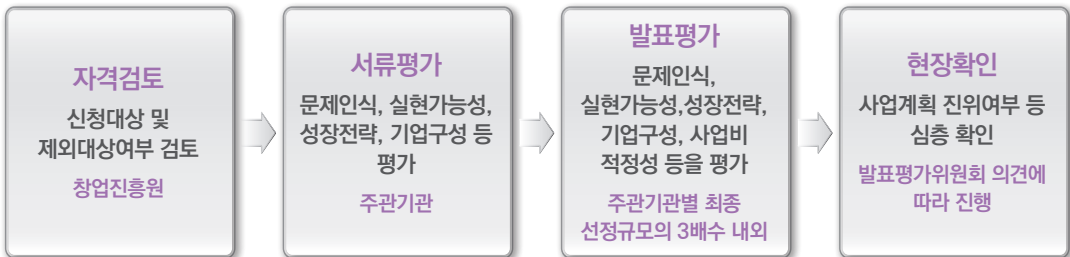 자격검토
신청대상 및
제외대상여부 검토
창업진흥원
서류평가
문제인식, 실현가능성,
성장전략, 기업구성 등
평가
주관기관
발표평가
문제인식,
실현가능성,성장전략,
기업구성, 사업비
적정성 등을 평가
주관기관별 최종
선정규모의 3배수 내외
현장확인
사업계획 진위여부 등
심층 확인
발표평가위원회 의견에
따라 진행